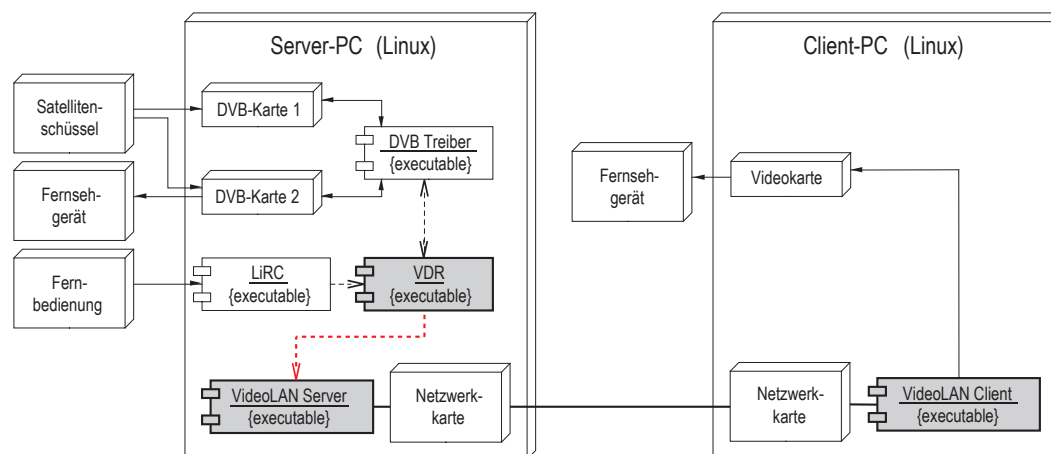 Server-PC (Linux)
Client-PC (Linux)
Satelliten-
schüssel
DVB-Karte 1
DVB Treiber
{executable}
Fernseh-
gerät
DVB-Karte 2
Fernseh-
gerät
Videokarte
Fern-
bedienung
LiRC
{executable}
VDR
{executable}
VideoLAN Server
{executable}
Netzwerk-
karte
Netzwerk-
karte
VideoLAN Client
{executable}